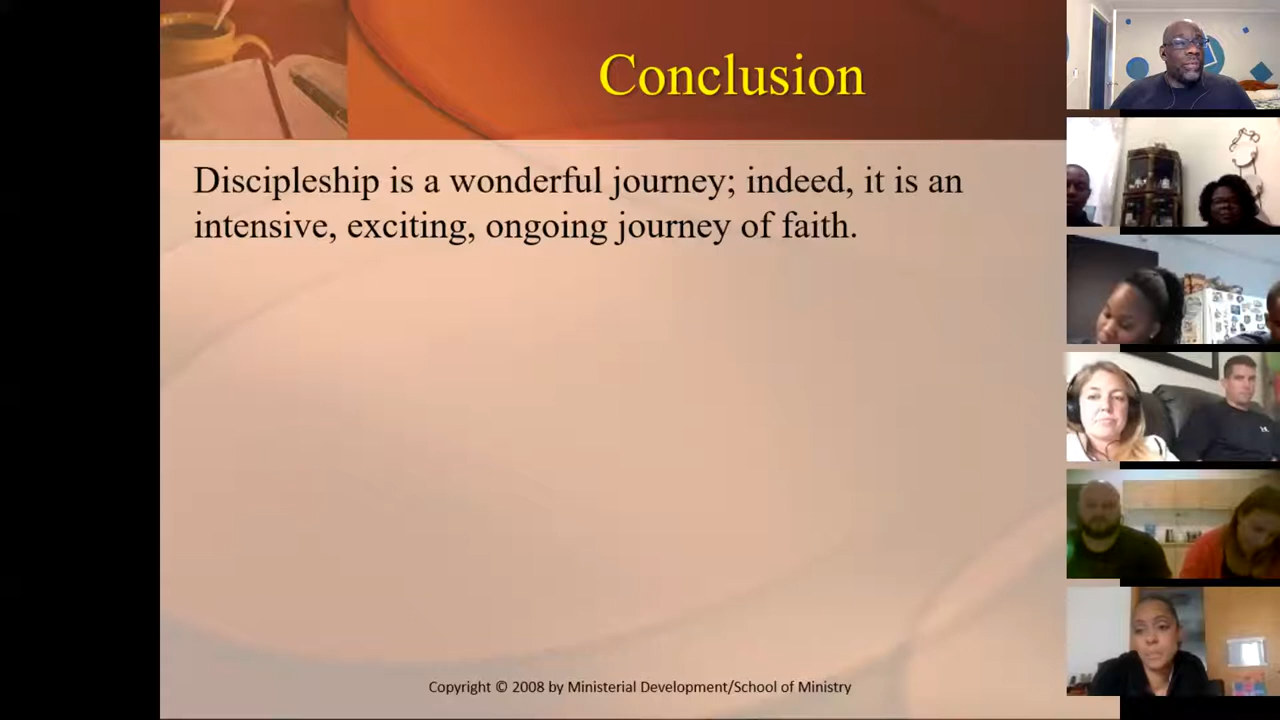 Conclusion
Discipleship is a wonderful journey; indeed, it is an
intensive, exciting, ongoing journey of faith.
Copyright © 2008 by Ministerial Development/School of Ministry